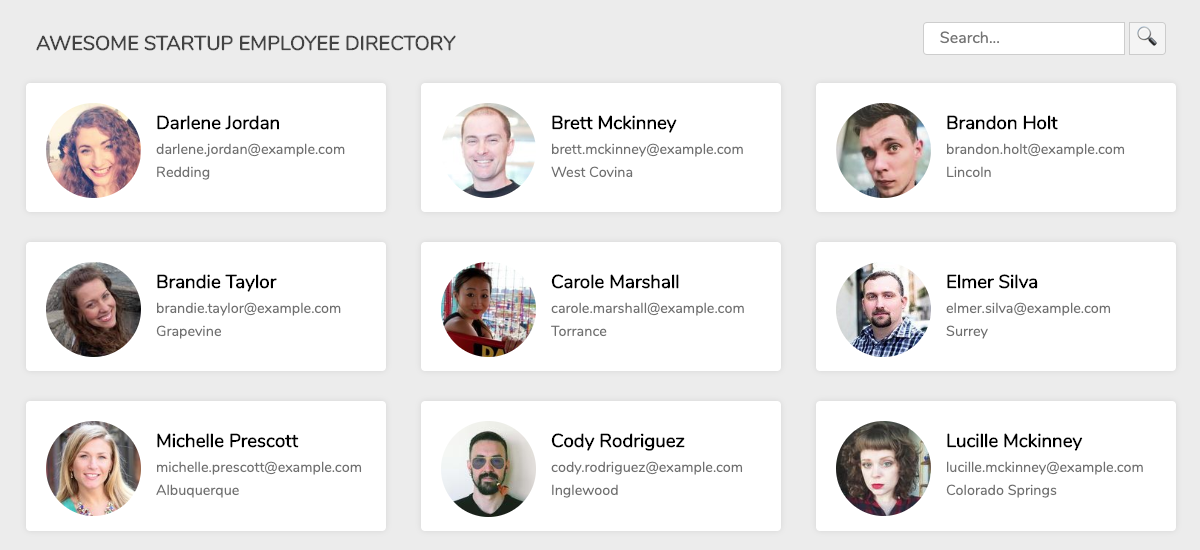 AWESOME STARTUP EMPLOYEE DIRECTORY
Search...
Darlene Jordan
darlene.jordan@example.com
Redding
Brett Mckinney
brett.mckinney@example.com
West Covina
Brandon Holt
brandon.holt@example.com
Lincoln
Brandie Taylor
brandie.taylor@example.com
Grapevine
Carole Marshall
carole.marshall@example.com
Torrance
Elmer Silva
elmer.silva@example.com
Surrey
Michelle Prescott
michelle.prescott@example.com
Albuquerque
Cody Rodriguez
cody.rodriguez@example.com
Inglewood
Lucille Mckinney
lucille.mckinney@example.com
Colorado Springs